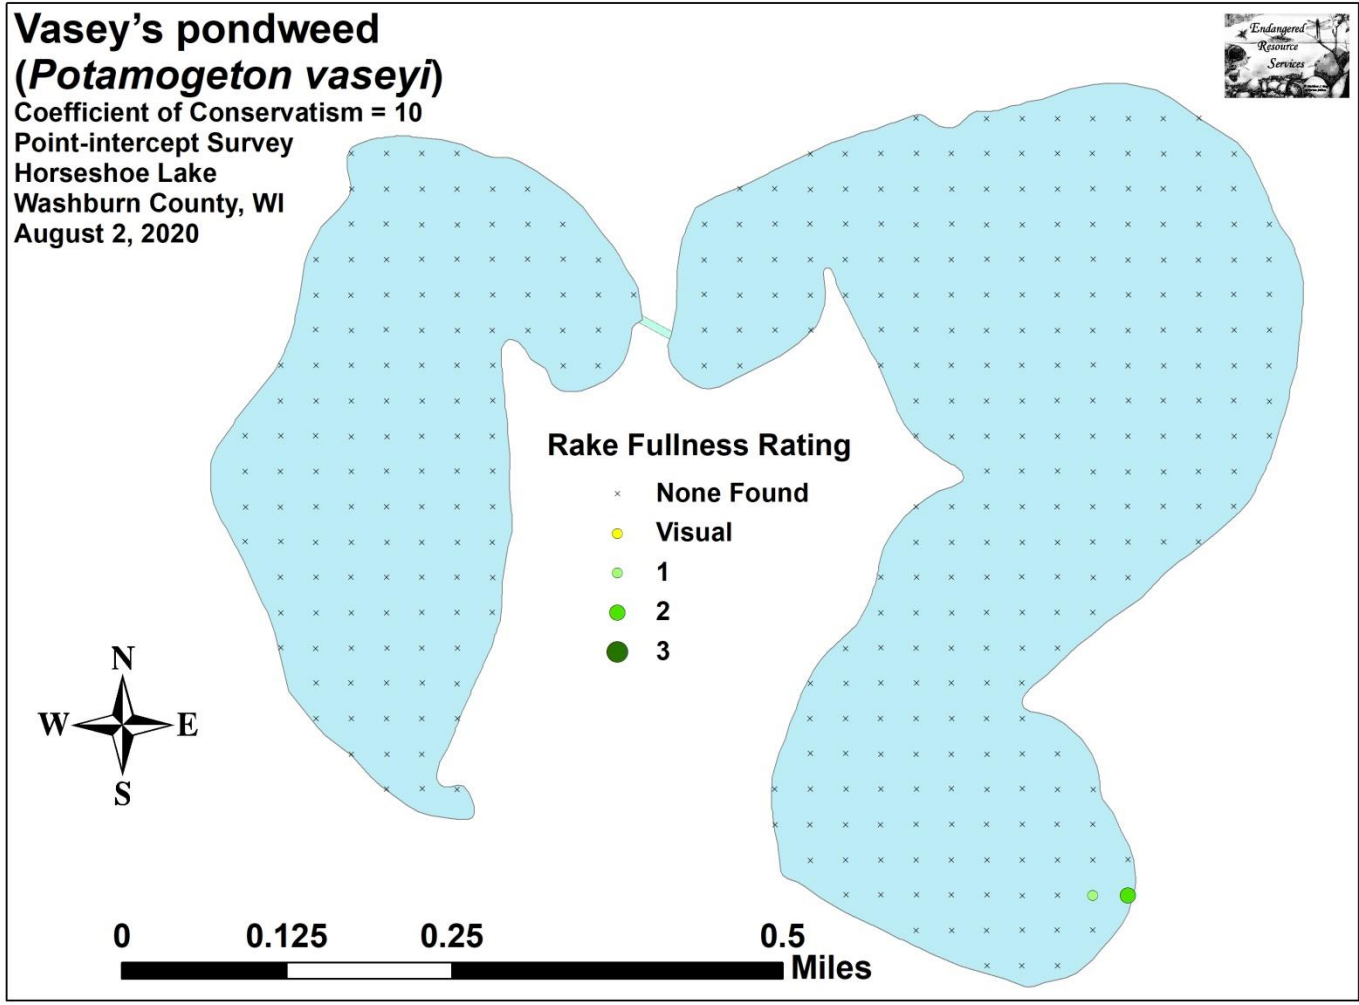 Vasey's pondweed
(Potamogeton vaseyi)
Coefficient of Conservatism = 10
Point-intercept Survey
Horseshoe Lake
Washburn County, WI
August 2, 2020
Endangered
Resource
Services
Rake Fullness Rating
None Found
Visual
1
2
3
N
W E
S
0 0.125 0.25 0.5
Miles